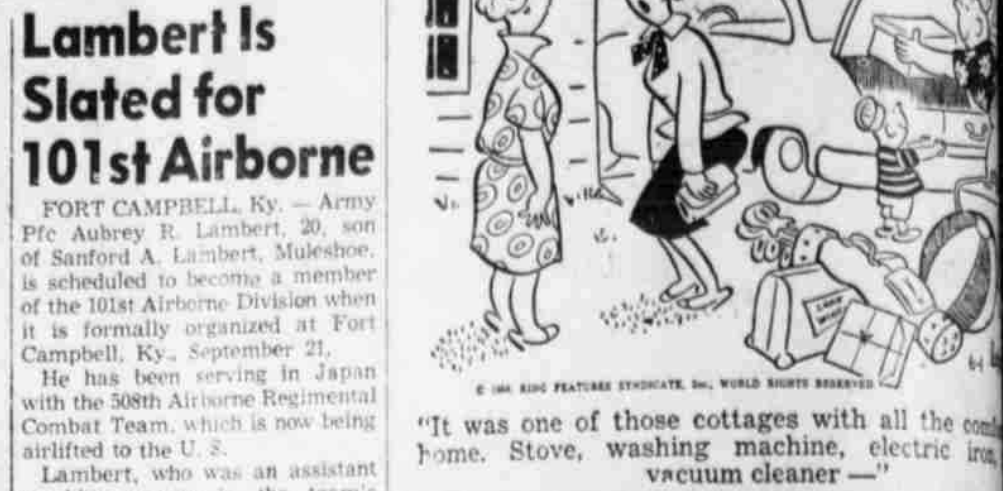 Lambert Is
Slated for
101st Airborne
FORT CAMPBELL, Ky. — Army
Pfc Aubrey R. Lambert, 20, son
of Sanford A. Lambert, Muleshoe,
is scheduled to become a member
of the 101st Airborne Division when
it is formally organized at Fort
Campbell, Ky., September 21.
He has been serving in Japan
with the 508th Airborne Regimental
Combat Team, which is now being
airlifted to the U. S.
Lambert, who was an assistant
KING FEATURES SYNDICATE, Inc., WORLD RIGHTS RESERVED
"It was one of those cottages with all the
home. Stove, washing machine, electric iron,
vacuum cleaner —"